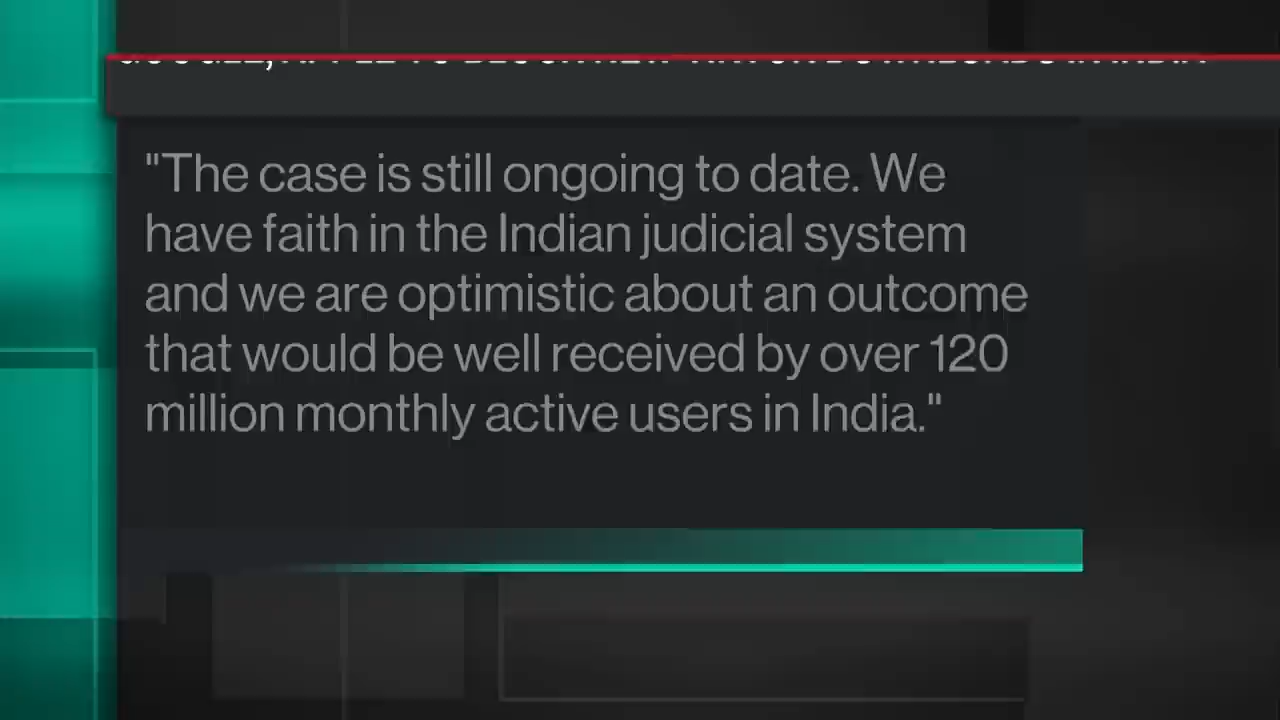 "The case is still ongoing to date. We
have faith in the Indian judicial system
and we are optimistic about an outcome
that would be well received by over 120
million monthly active users in India."